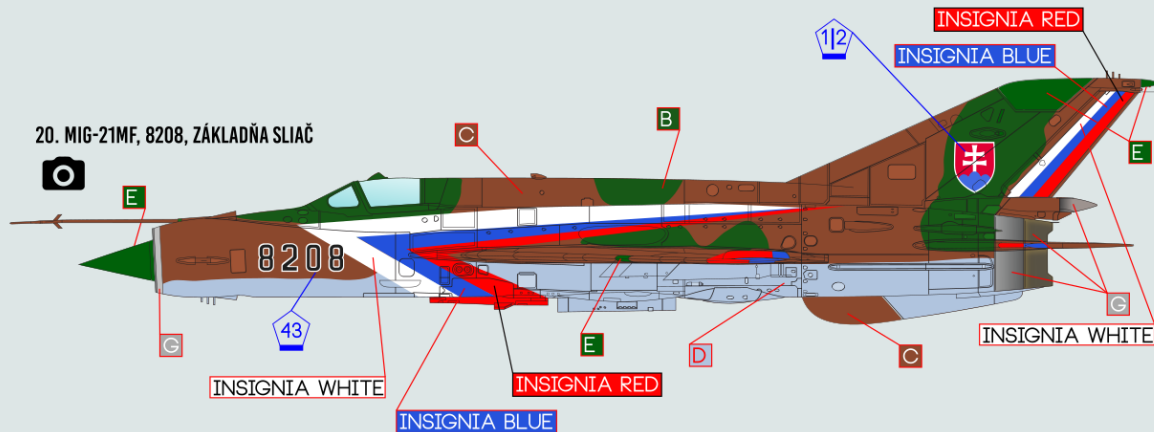 INSIGNIA RED
1|2
INSIGNIA BLUE
20. MIG-21MF, 8208, ZÁKLADŇA SLIAČ
C
B
E
E
8208
43
G
E
D
C
G
INSIGNIA WHITE
INSIGNIA WHITE
INSIGNIA RED
INSIGNIA BLUE